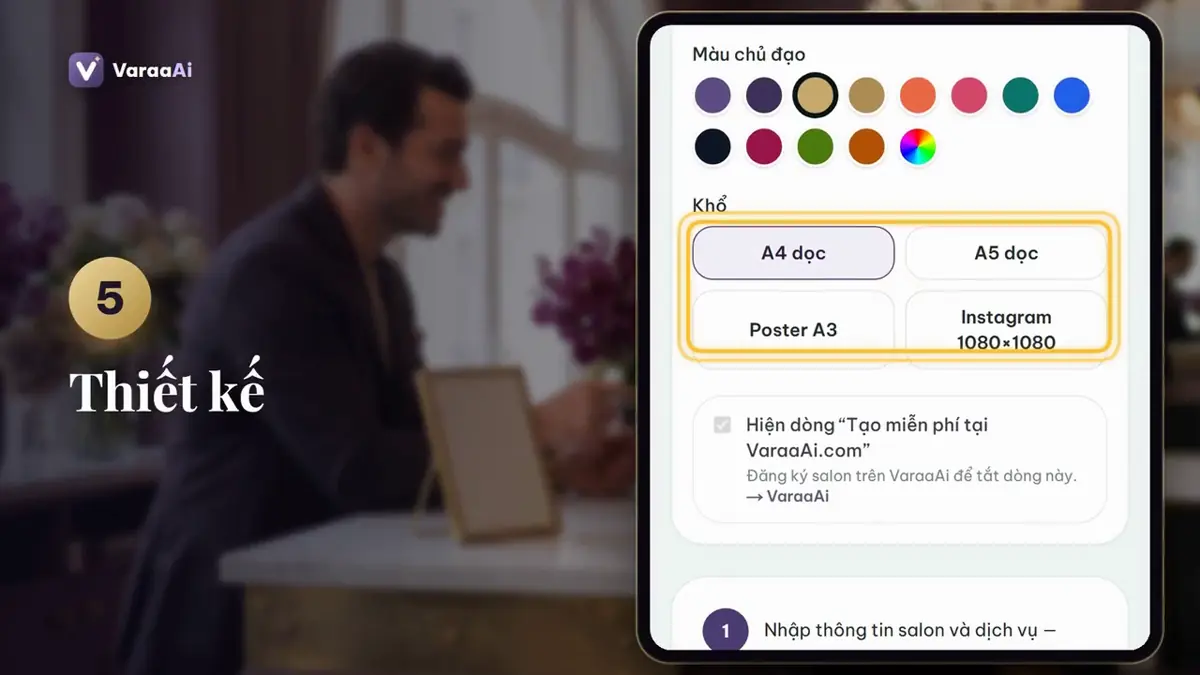 VaraaAi
5
Thiết kế
Màu chủ đạo
Khổ
A4 dọc
A5 dọc
Poster A3
Instagram
1080×1080
Hiện dòng “Tạo miễn phí tại
VaraaAi.com”
Đăng ký salon trên VaraaAi để tắt dòng này.
→ VaraaAi
1
Nhập thông tin salon và dịch vụ —